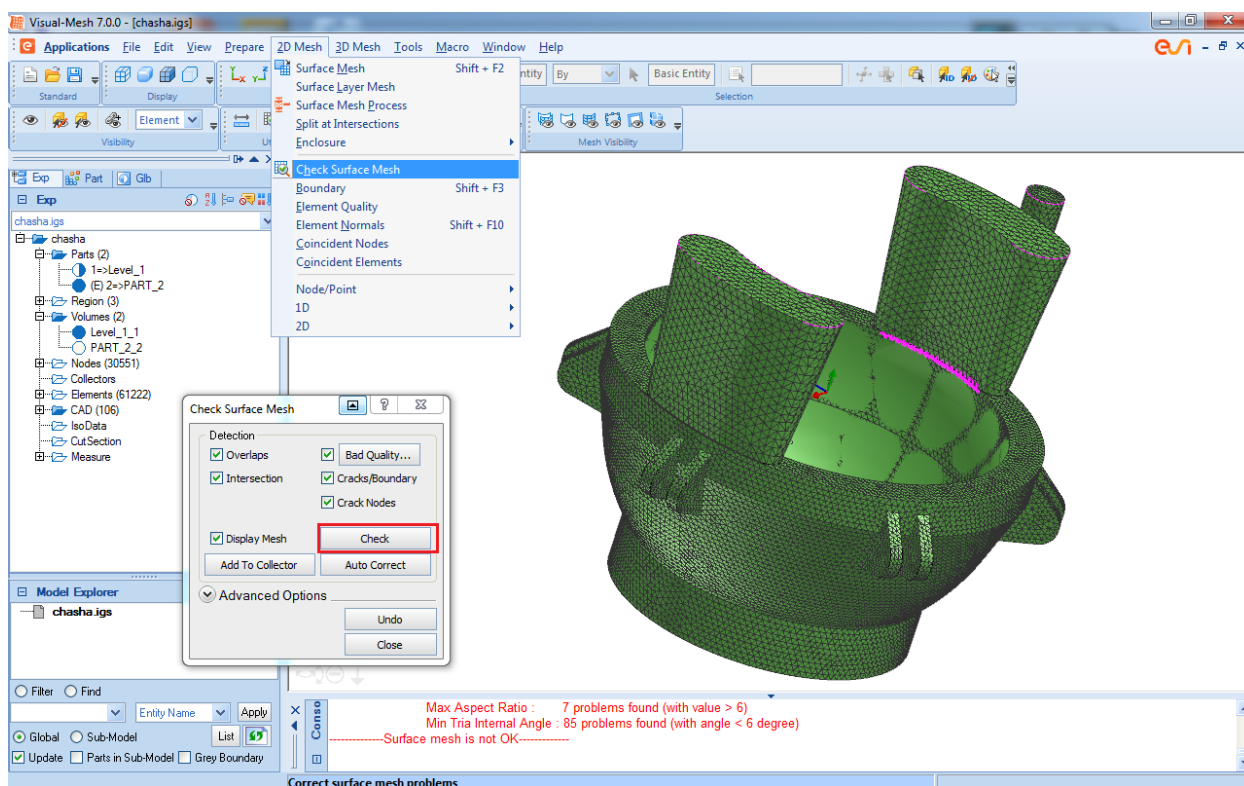 Visual-Mesh 7.0.0 - [chasha.igs]
Applications File Edit View Prepare 2D Mesh 3D Mesh Tools Macro Window Help
esi
Standard
Display
Entity
By
Basic Entity
Selection
Element
Visibility
Mesh Visibility
Surface Mesh Shift + F2
Surface Layer Mesh
Surface Mesh Process
Split at Intersections
Enclosure
Check Surface Mesh
Boundary Shift + F3
Element Quality
Element Normals Shift + F10
Coincident Nodes
Coincident Elements
Node/Point
1D
2D
Exp Part Glb
Exp
chasha.igs
chasha
Parts (2)
1=>Level_1
(E) 2=>PART_2
Region (3)
Volumes (2)
Level_1_1
PART_2_2
Nodes (30551)
Collectors
Elements (61222)
CAD (106)
IsoData
CutSection
Measure
Check Surface Mesh
Detection
Overlaps Bad Quality...
Intersection Cracks/Boundary
Crack Nodes
Display Mesh Check
Add To Collector Auto Correct
Advanced Options
Undo
Close
Model Explorer
chasha.igs
Filter Find
Entity Name Apply
Global Sub-Model List
Update Parts in Sub-Model Grey Boundary
Conso
Max Aspect Ratio : 7 problems found (with value > 6)
Min Tria Internal Angle : 85 problems found (with angle < 6 degree)
-------------Surface mesh is not OK------------
Correct surface mesh problems